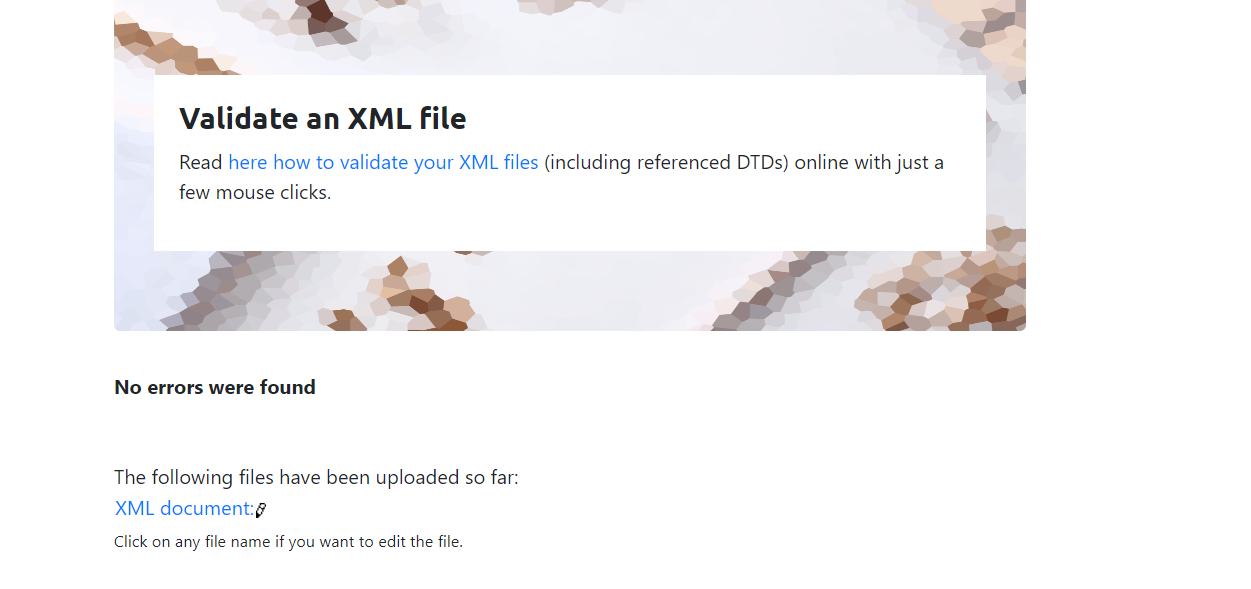 Validate an XML file
Read here how to validate your XML files (including referenced DTDs) online with just a
few mouse clicks.
No errors were found
The following files have been uploaded so far:
XML document:
Click on any file name if you want to edit the file.